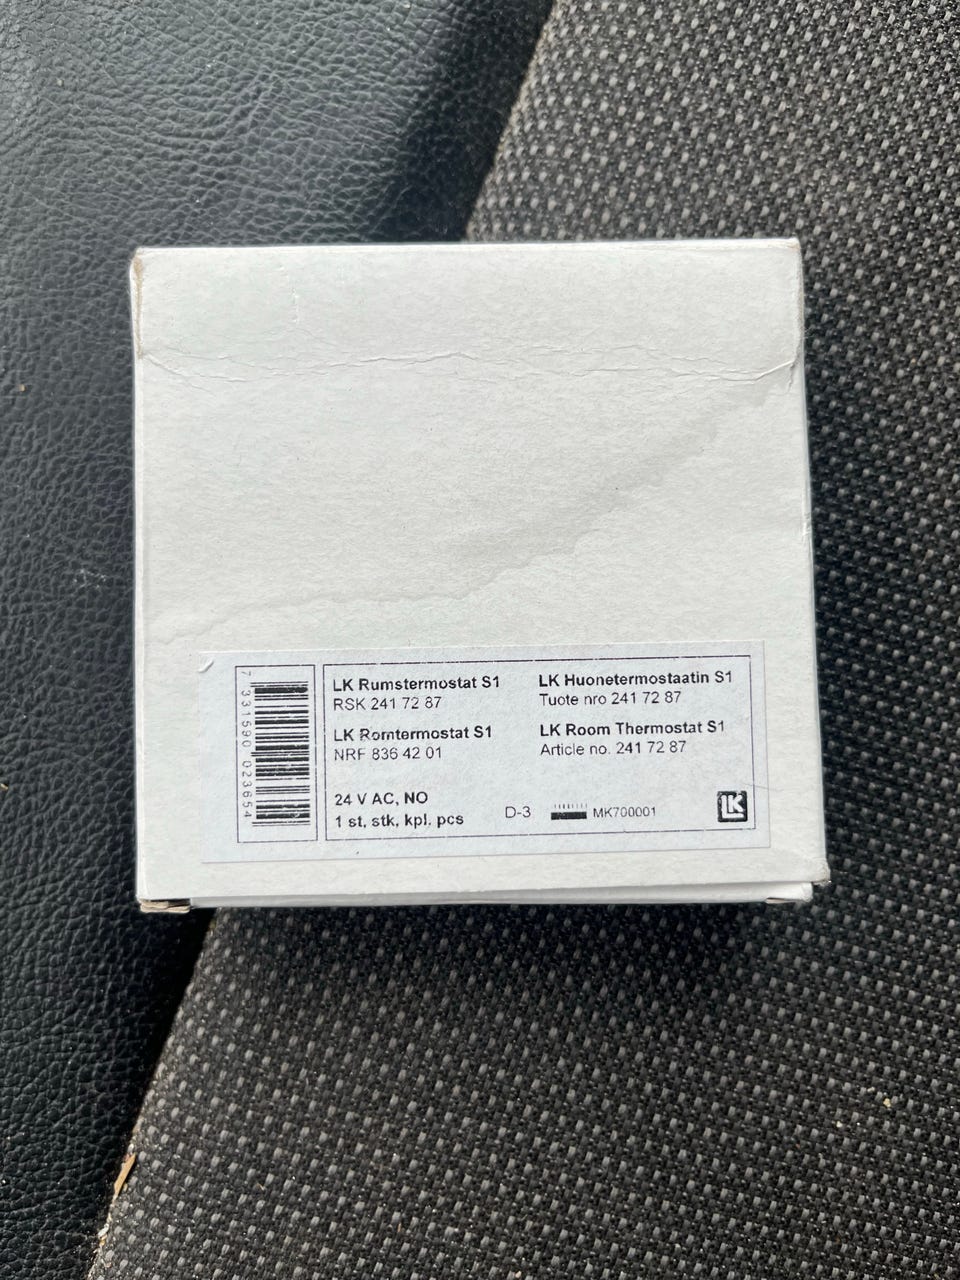 7 331590 023654
LK Rumstermostat S1
RSK 241 72 87
LK Romtermostat S1
NRF 836 42 01
24 V AC, NO
1 st, stk, kpl. pcs
LK Huonetermostaatin S1
Tuote nro 241 72 87
LK Room Thermostat S1
Article no. 241 72 87
D-3
MK700001
LK